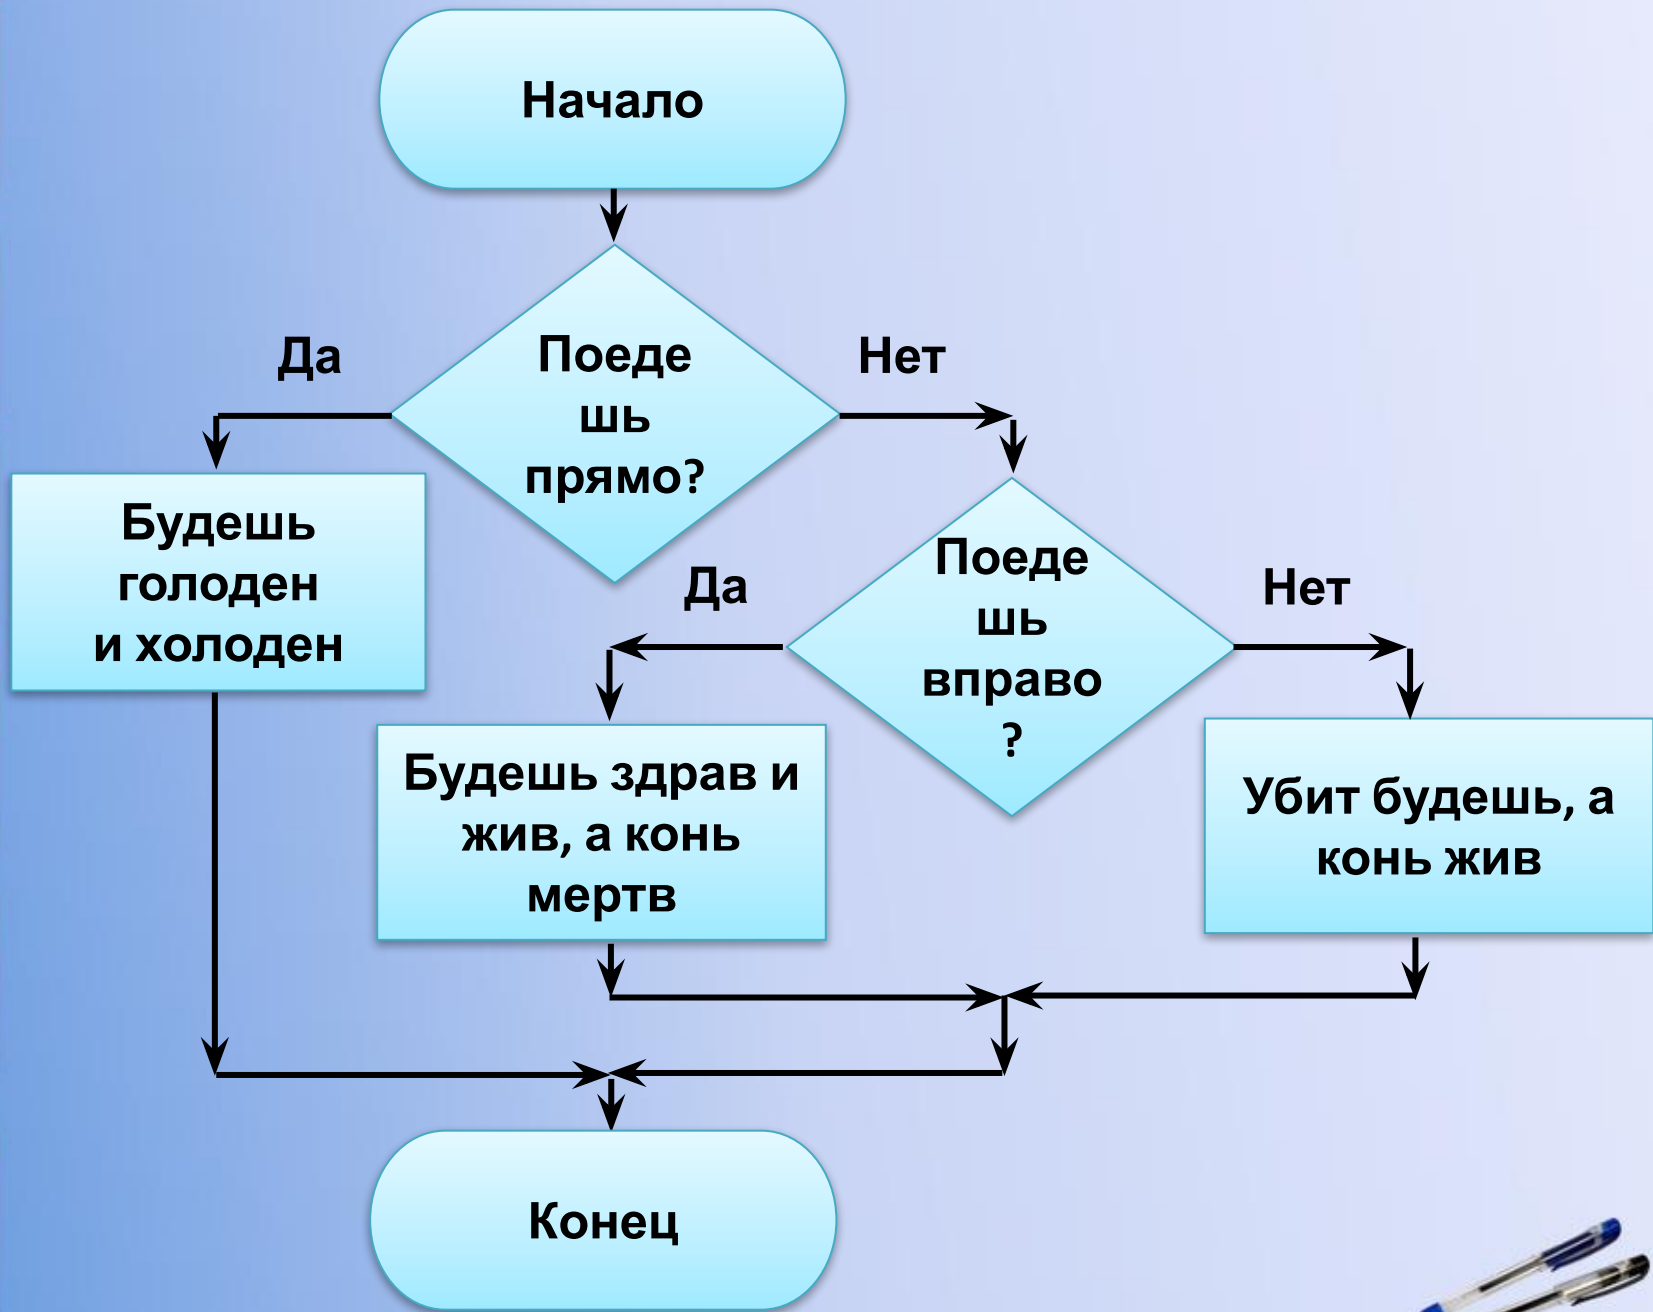 Начало
Да
Поеде
шь
прямо?
Нет
Будешь
голоден
и холоден
Да
Поеде
шь
вправо
?
Нет
Будешь здрав и
жив, а конь
мертв
Убит будешь, а
конь жив
Конец